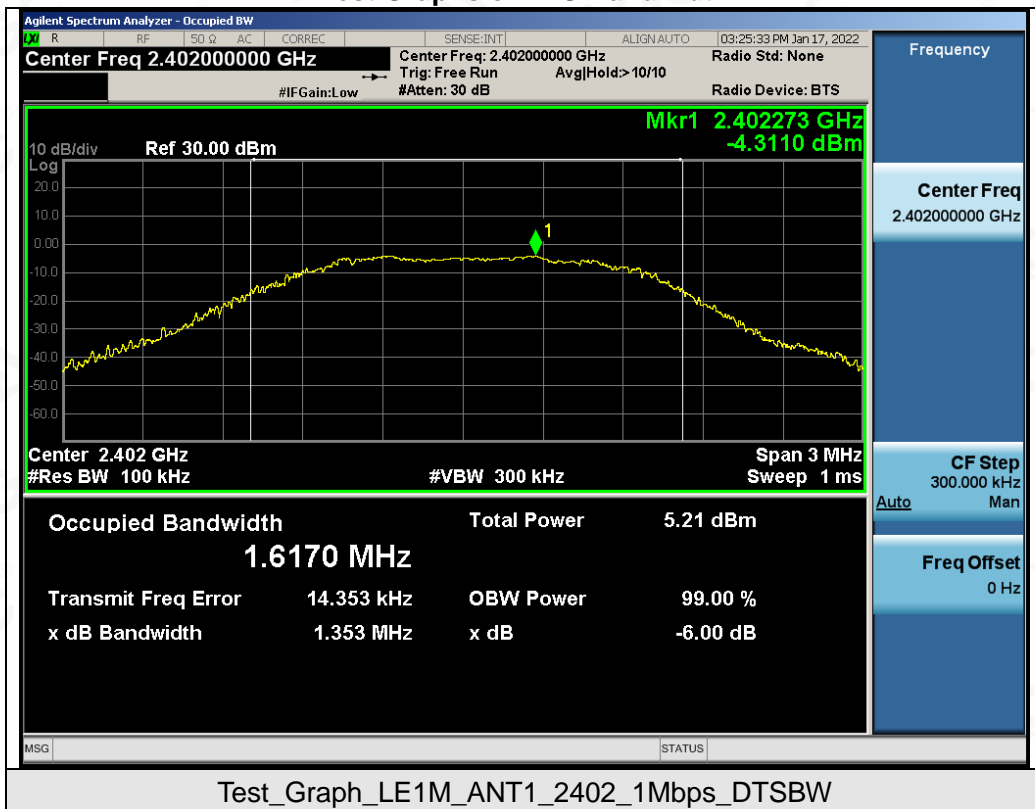 Agilent Spectrum Analyzer - Occupied BW
LXI R RF 50 Ω AC CORREC SENSE:INT ALIGN AUTO 03:25:33 PM Jan 17, 2022
Center Freq 2.402000000 GHz Center Freq: 2.402000000 GHz Radio Std: None
Trig: Free Run Avg|Hold:> 10/10
#IFGain:Low #Atten: 30 dB Radio Device: BTS
Frequency
Mkr1 2.402273 GHz
-4.3110 dBm
10 dB/div Ref 30.00 dBm
Log
20.0
10.0
0.00
-10.0
-20.0
-30.0
-40.0
-50.0
-60.0
1
Center 2.402 GHz Span 3 MHz
#Res BW 100 kHz #VBW 300 kHz Sweep 1 ms
Center Freq
2.402000000 GHz
CF Step
300.000 kHz
Auto Man
Freq Offset
0 Hz
Occupied Bandwidth Total Power 5.21 dBm
1.6170 MHz
Transmit Freq Error 14.353 kHz OBW Power 99.00 %
x dB Bandwidth 1.353 MHz x dB -6.00 dB
MSG STATUS
Test_Graph_LE1M_ANT1_2402_1Mbps_DTSBW